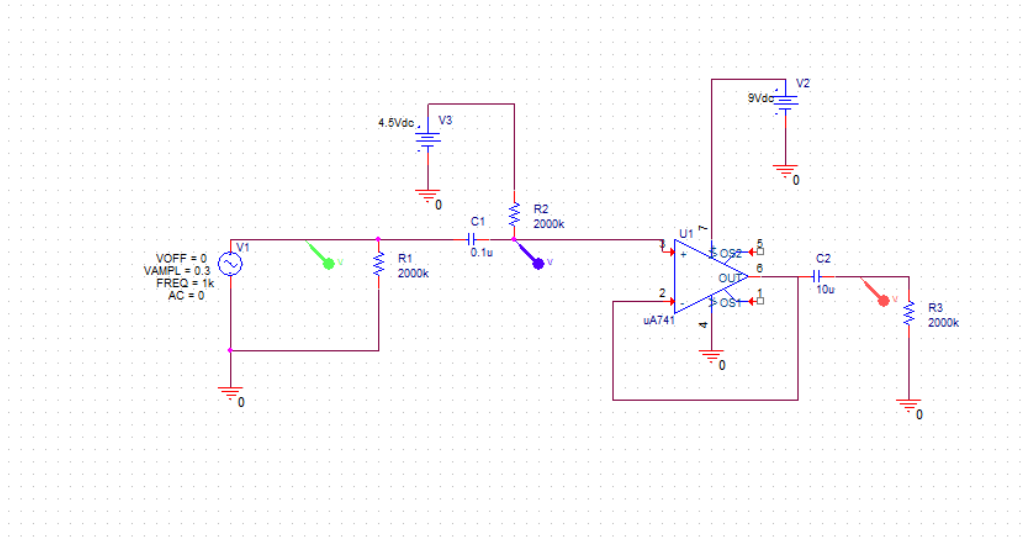 V2
9Vdc
0
4.5Vdc
V3
0
R2
2000k
C1
0.1u
V1
VOFF = 0
VAMPL = 0.3
FREQ = 1k
AC = 0
R1
2000k
V
V
0
U1
3
+
7
OS2
5
OUT
6
2
-
OS1
1
uA741
4
0
C2
10u
V
R3
2000k
0